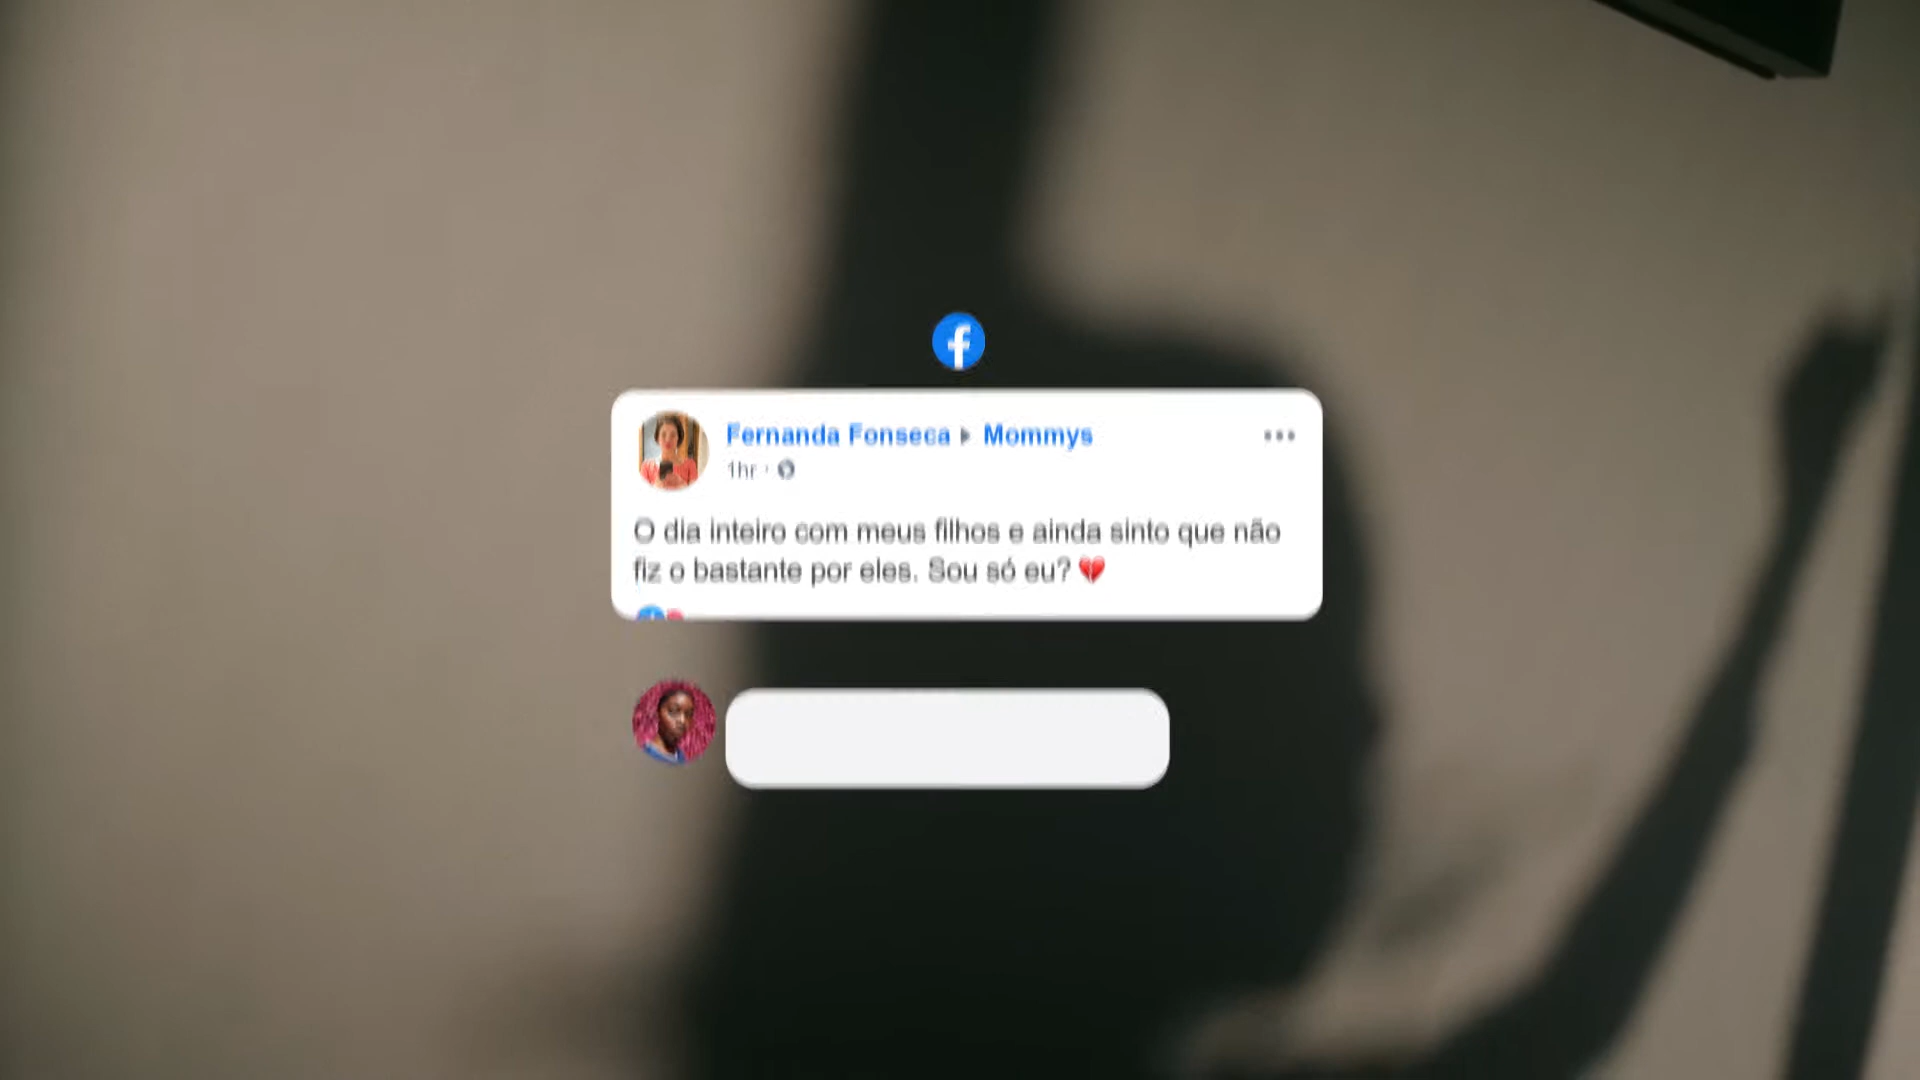 Fernanda Fonseca ▸ Mommys
1hr ·
O dia inteiro com meus filhos e ainda sinto que não
fiz o bastante por eles. Sou só eu? 💔